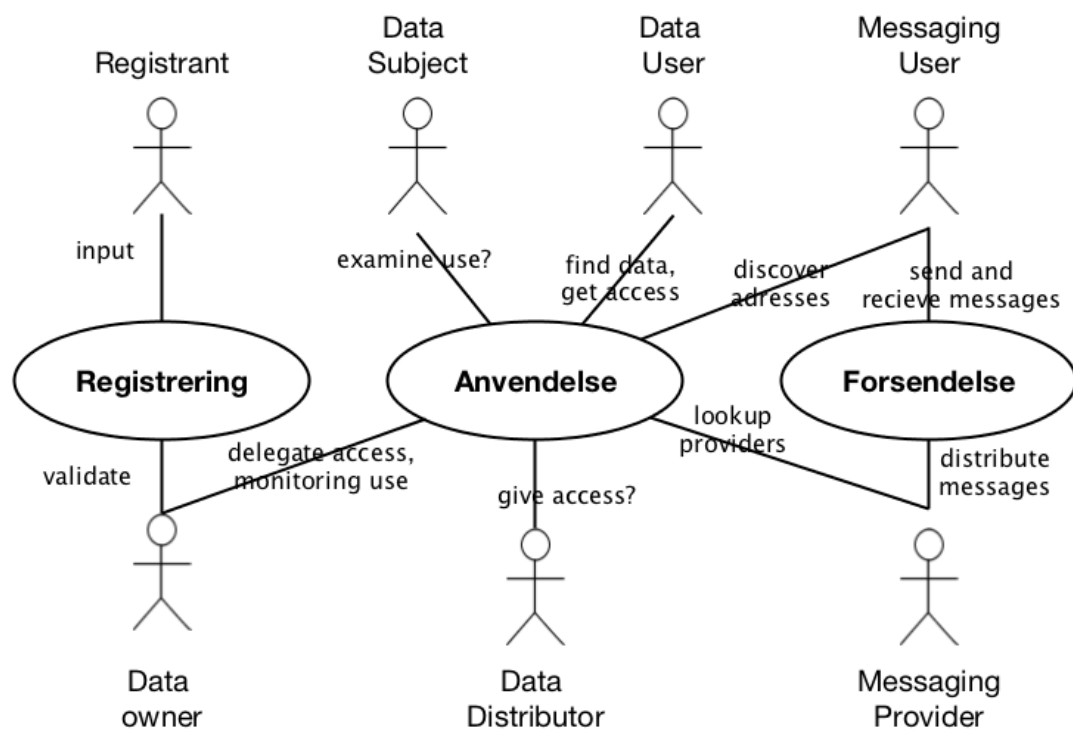 Registrant
Data
Subject
Data
User
Messaging
User
input
examine use?
find data,
get access
discover
adresses
send and
recieve messages
Registrering
Anvendelse
Forsendelse
validate
delegate access,
monitoring use
give access?
lookup
providers
distribute
messages
Data
owner
Data
Distributor
Messaging
Provider